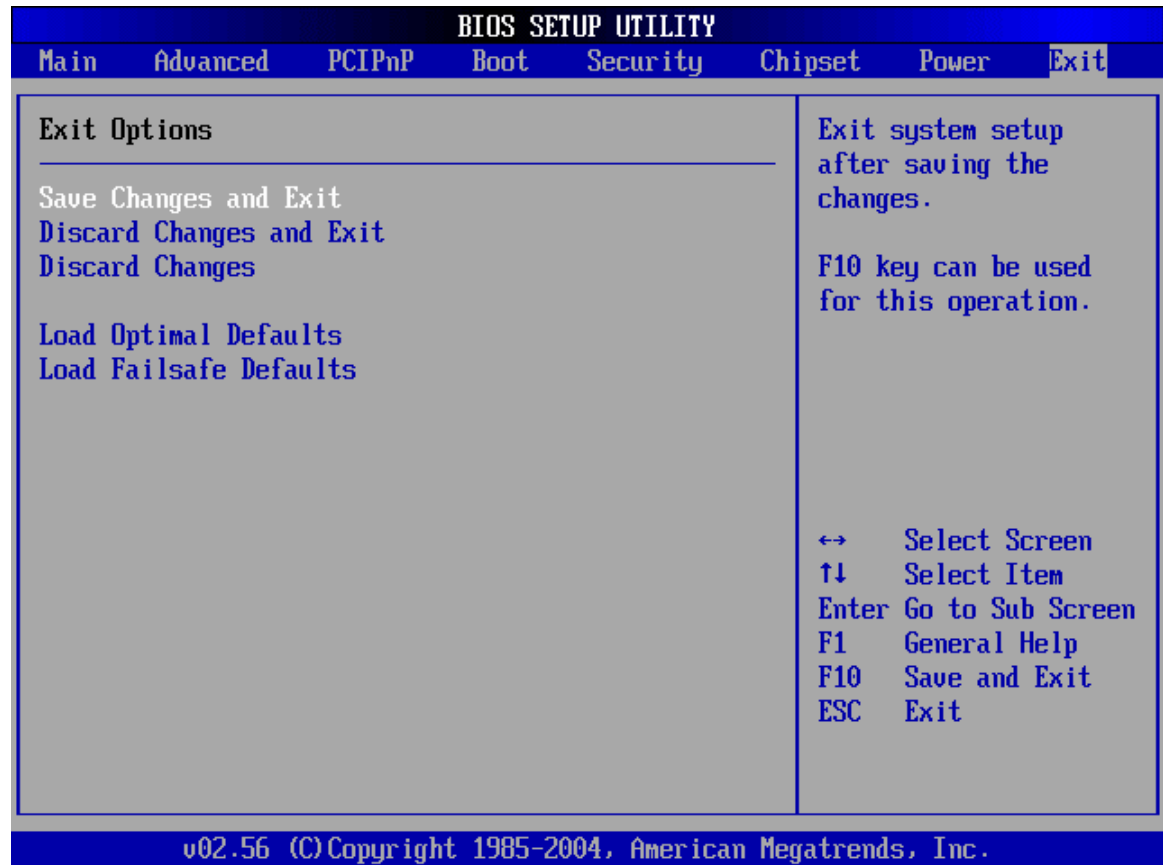 BIOS SETUP UTILITY
Main Advanced PCIPnP Boot Security Chipset Power Exit
Exit Options
Save Changes and Exit
Discard Changes and Exit
Discard Changes
Load Optimal Defaults
Load Failsafe Defaults
Exit system setup
after saving the
changes.
F10 key can be used
for this operation.
↔ Select Screen
↑↓ Select Item
Enter Go to Sub Screen
F1 General Help
F10 Save and Exit
ESC Exit
v02.56 (C)Copyright 1985-2004, American Megatrends, Inc.